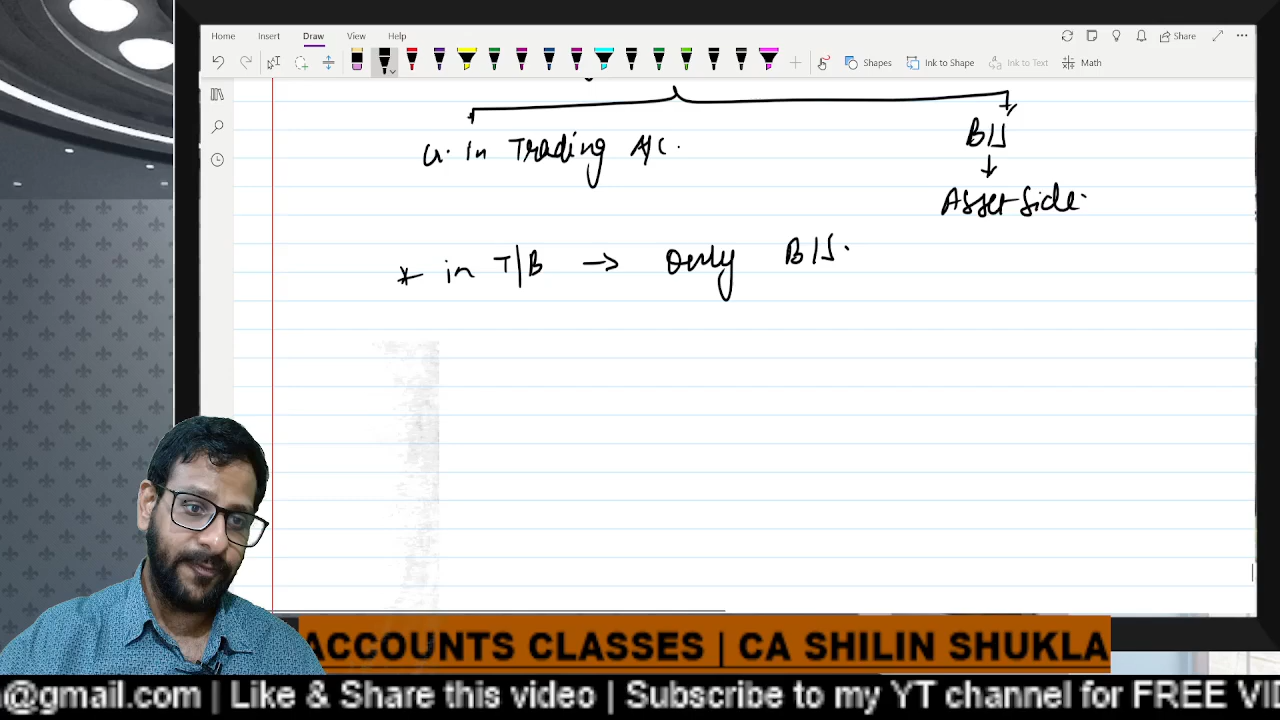 Home Insert Draw View Help Share
Shapes Ink to Shape Ink to Text Math
In Trading A/C.
B/S
Asset Side.
* in T/B → Only B/S.
ACCOUNTS CLASSES | CA SHILIN SHUKLA
@gmail.com | Like & Share this video | Subscribe to my YT channel for FREE VI